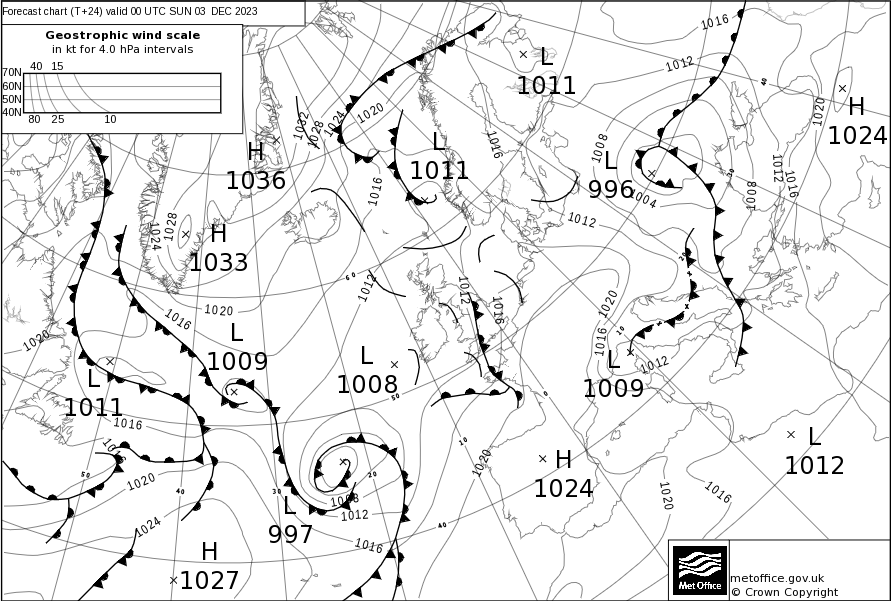 Forecast chart (T+24) valid 00 UTC SUN 03 DEC 2023
Geostrophic wind scale
in kt for 4.0 hPa intervals
40 15
70N
60N
50N
40N
80 25 10
1016
1012
L
1011
40
1020
H
1024
1032
1028
1024
1020
H
1036
L
1011
1016
1008
L
996
1004
1012
1016
1008
1016
1012
1028
1024
H
1033
60
1012
1020
1016
1012
1016
1020
1016
10
L
1009
1012
1020
L
1009
L
1008
50
L
1011
1016
50
1020
40
1024
30
20
1008
1012
L
997
1016
40
10
0
1020
H
1024
1020
1016
L
1012
H
1027
Met Office
metoffice.gov.uk
© Crown Copyright